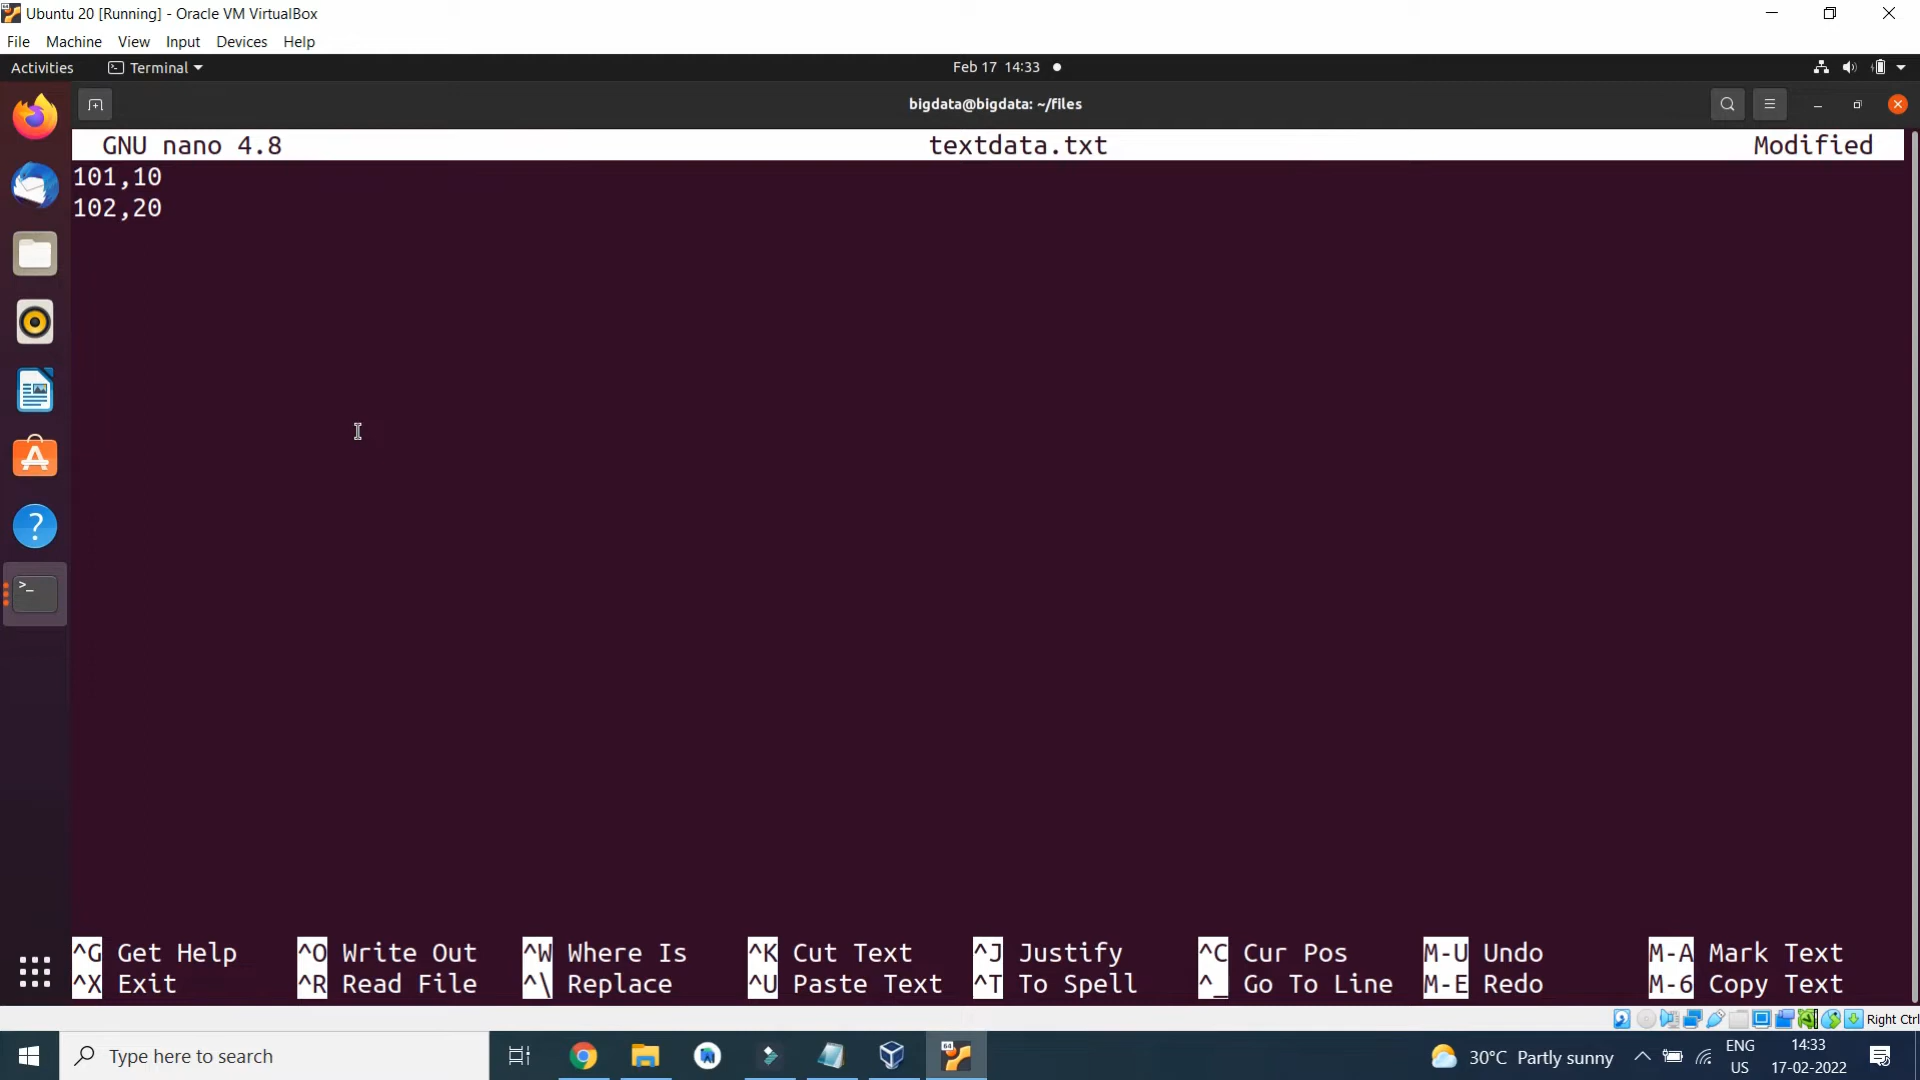 Ubuntu 20 [Running] - Oracle VM VirtualBox
File Machine View Input Devices Help
Activities Terminal Feb 17 14:33
bigdata@bigdata: ~/files
GNU nano 4.8 textdata.txt Modified
101,10
102,20
^G Get Help ^O Write Out ^W Where Is ^K Cut Text ^J Justify ^C Cur Pos M-U Undo M-A Mark Text
^X Exit ^R Read File ^\ Replace ^U Paste Text ^T To Spell ^_ Go To Line M-E Redo M-6 Copy Text
Right Ctrl
Type here to search
30°C Partly sunny
ENG
US
14:33
17-02-2022